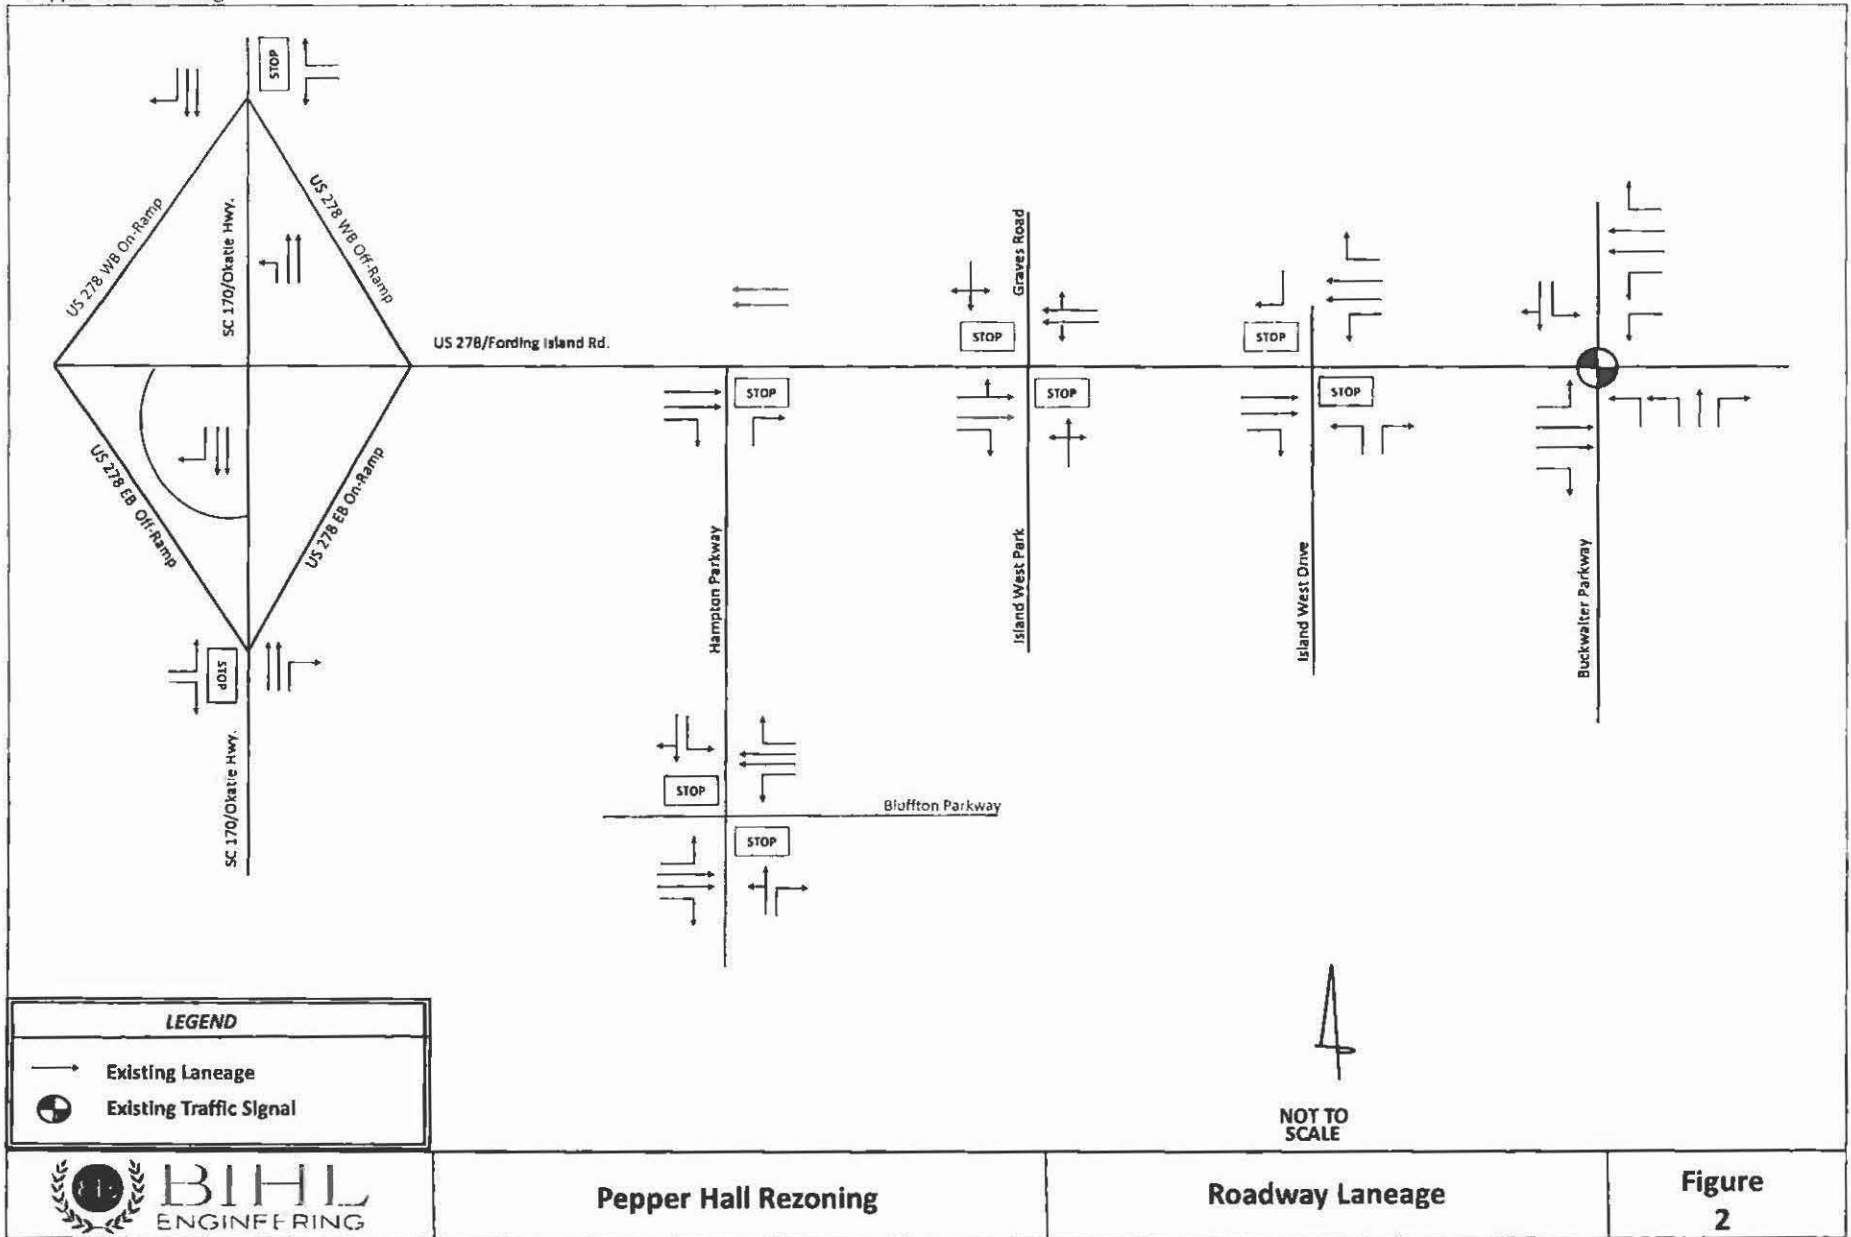 STOP
US 278 WB On-Ramp
SC 170/Okatie Hwy.
US 278 WB Off-Ramp
US 278/Fording Island Rd.
Graves Road
STOP
STOP
STOP
STOP
STOP
US 278 EB Off-Ramp
US 278 EB On-Ramp
Hampton Parkway
Island West Park
Island West Drive
Buckwalter Parkway
STOP
SC 170/Okatie Hwy.
STOP
Bluffton Parkway
STOP
LEGEND
Existing Laneage
Existing Traffic Signal
NOT TO
SCALE
BIHL
ENGINEERING
Pepper Hall Rezoning
Roadway Laneage
Figure
2